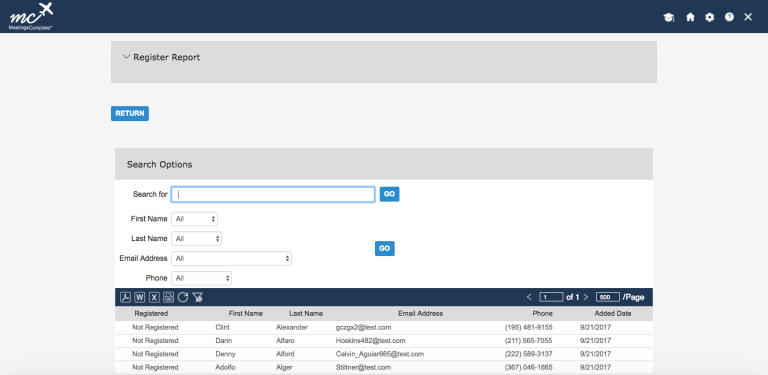 mc
MeetingsComplete
Register Report
RETURN
Search Options
Search for GO
First Name All
Last Name All
GO
Email Address All
Phone All
1 of 1 500 /Page
Registered First Name Last Name Email Address Phone Added Date
Not Registered Clint Alexander gczgx2@test.com (195) 481-9155 9/21/2017
Not Registered Darin Alfaro Hoskins482@test.com (211) 565-7055 9/21/2017
Not Registered Denny Alford Calvin_Aguiar665@test.com (222) 589-3137 9/21/2017
Not Registered Adolfo Alger Stiltner@test.com (367) 046-1665 9/21/2017